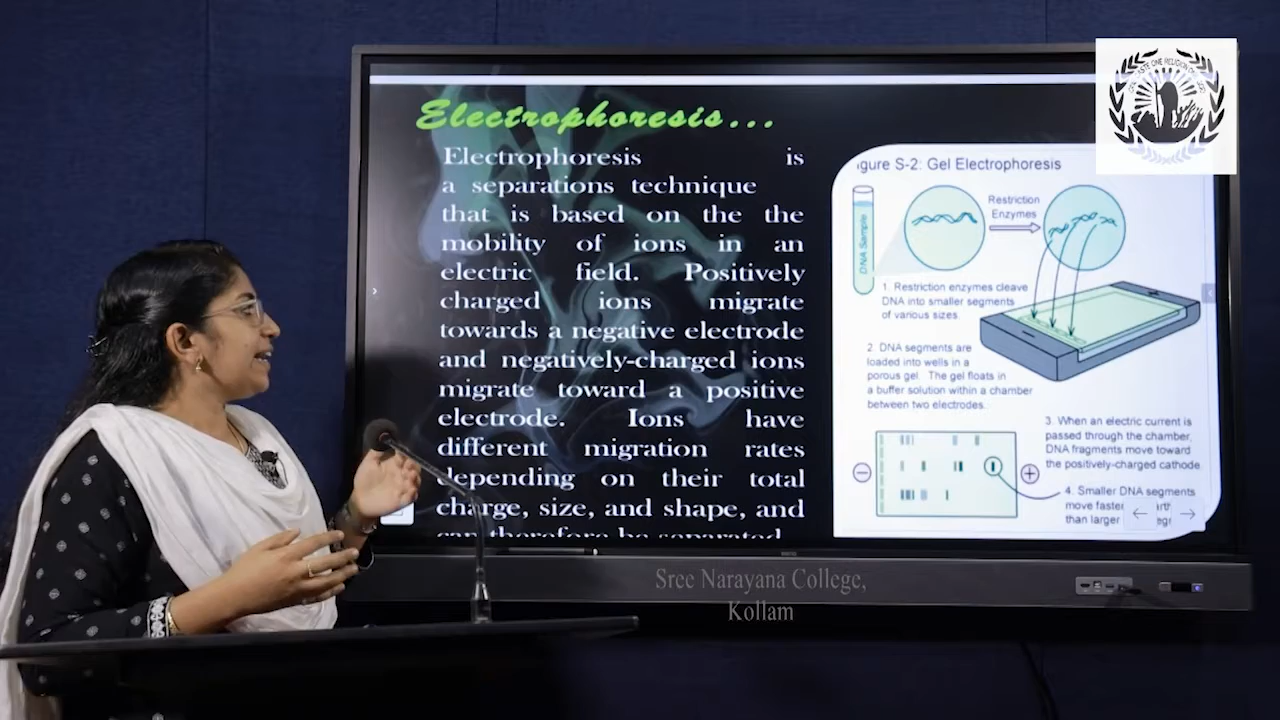 Electrophoresis...
Electrophoresis is
a separations technique
that is based on the the
mobility of ions in an
electric field. Positively
charged ions migrate
towards a negative electrode
and negatively-charged ions
migrate toward a positive
electrode. Ions have
different migration rates
depending on their total
charge, size, and shape, and
can therefore be separated.
igure S-2: Gel Electrophoresis
DNA Sample
Restriction
Enzymes
1. Restriction enzymes cleave
DNA into smaller segments
of various sizes.
2. DNA segments are
loaded into wells in a
porous gel. The gel floats in
a buffer solution within a chamber
between two electrodes.
3. When an electric current is
passed through the chamber,
DNA fragments move toward
the positively-charged cathode
4. Smaller DNA segments
move faster
than larger
Sree Narayana College,
Kollam